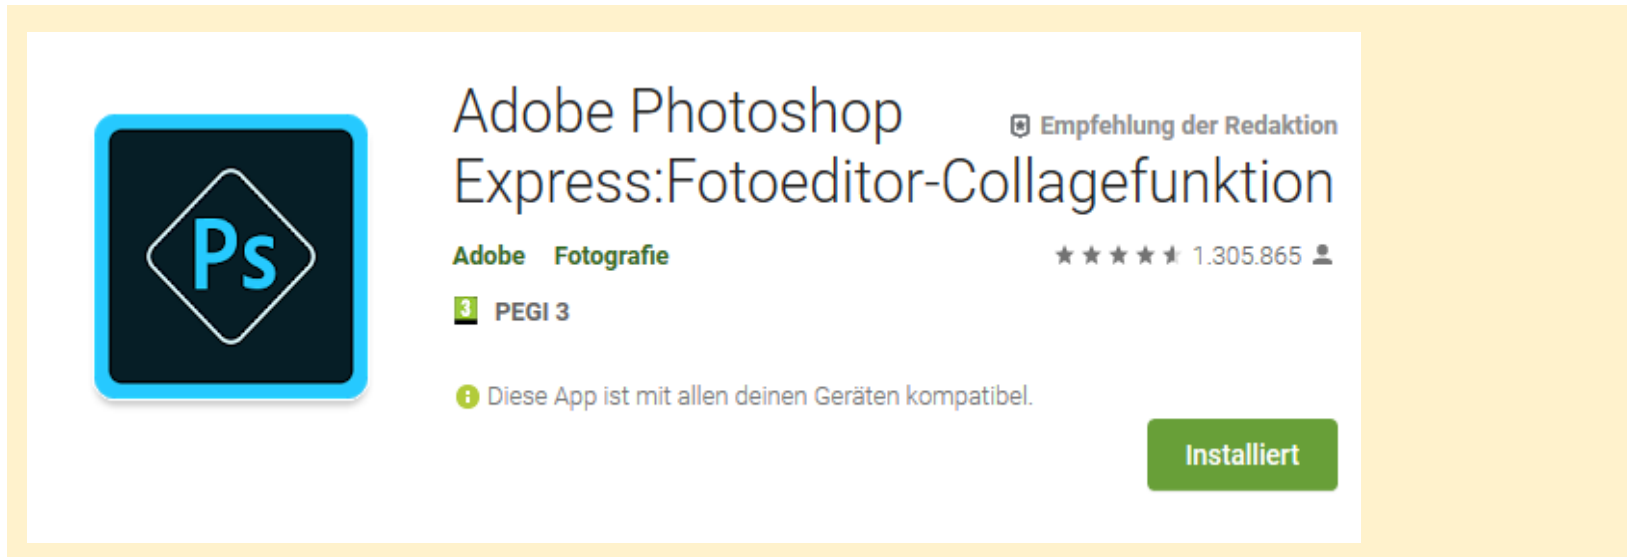 Ps
Adobe Photoshop
Empfehlung der Redaktion
Express:Fotoeditor-Collagefunktion
Adobe Fotografie
1.305.865
3 PEGI 3
Diese App ist mit allen deinen Geräten kompatibel.
Installiert